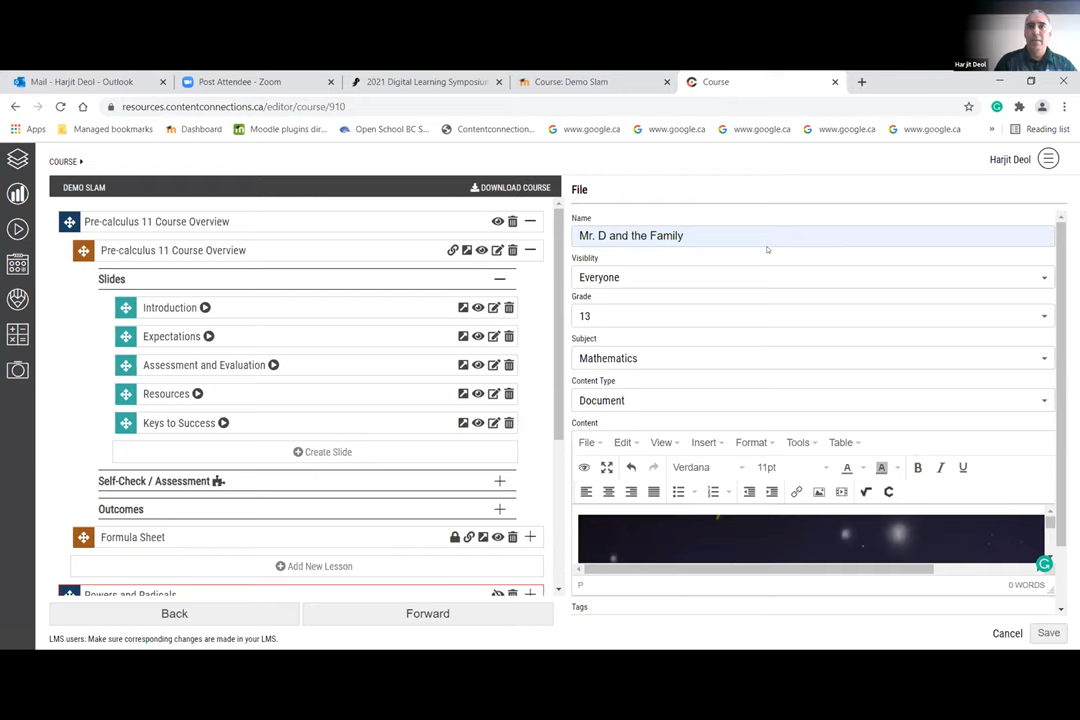 Harjit Deol
Mail - Harjit Deol - Outlook
Post Attendee - Zoom
2021 Digital Learning Symposium
Course: Demo Slam
Course
resources.contentconnections.ca/editor/course/910
Apps
Managed bookmarks
Dashboard
Moodle plugins dir...
Open School BC S...
Contentconnection...
www.google.ca
www.google.ca
www.google.ca
www.google.ca
www.google.ca
»
Reading list
COURSE
Harjit Deol
DEMO SLAM
DOWNLOAD COURSE
Pre-calculus 11 Course Overview
Pre-calculus 11 Course Overview
Slides
Introduction
Expectations
Assessment and Evaluation
Resources
Keys to Success
Create Slide
Self-Check / Assessment
Outcomes
Formula Sheet
Add New Lesson
Powers and Radicals
Back
Forward
LMS users: Make sure corresponding changes are made in your LMS.
File
Name
Mr. D and the Family
Visiblity
Everyone
Grade
13
Subject
Mathematics
Content Type
Document
Content
File Edit View Insert Format Tools Table
Verdana 11pt A A B I U
P
0 WORDS
Tags
Cancel
Save